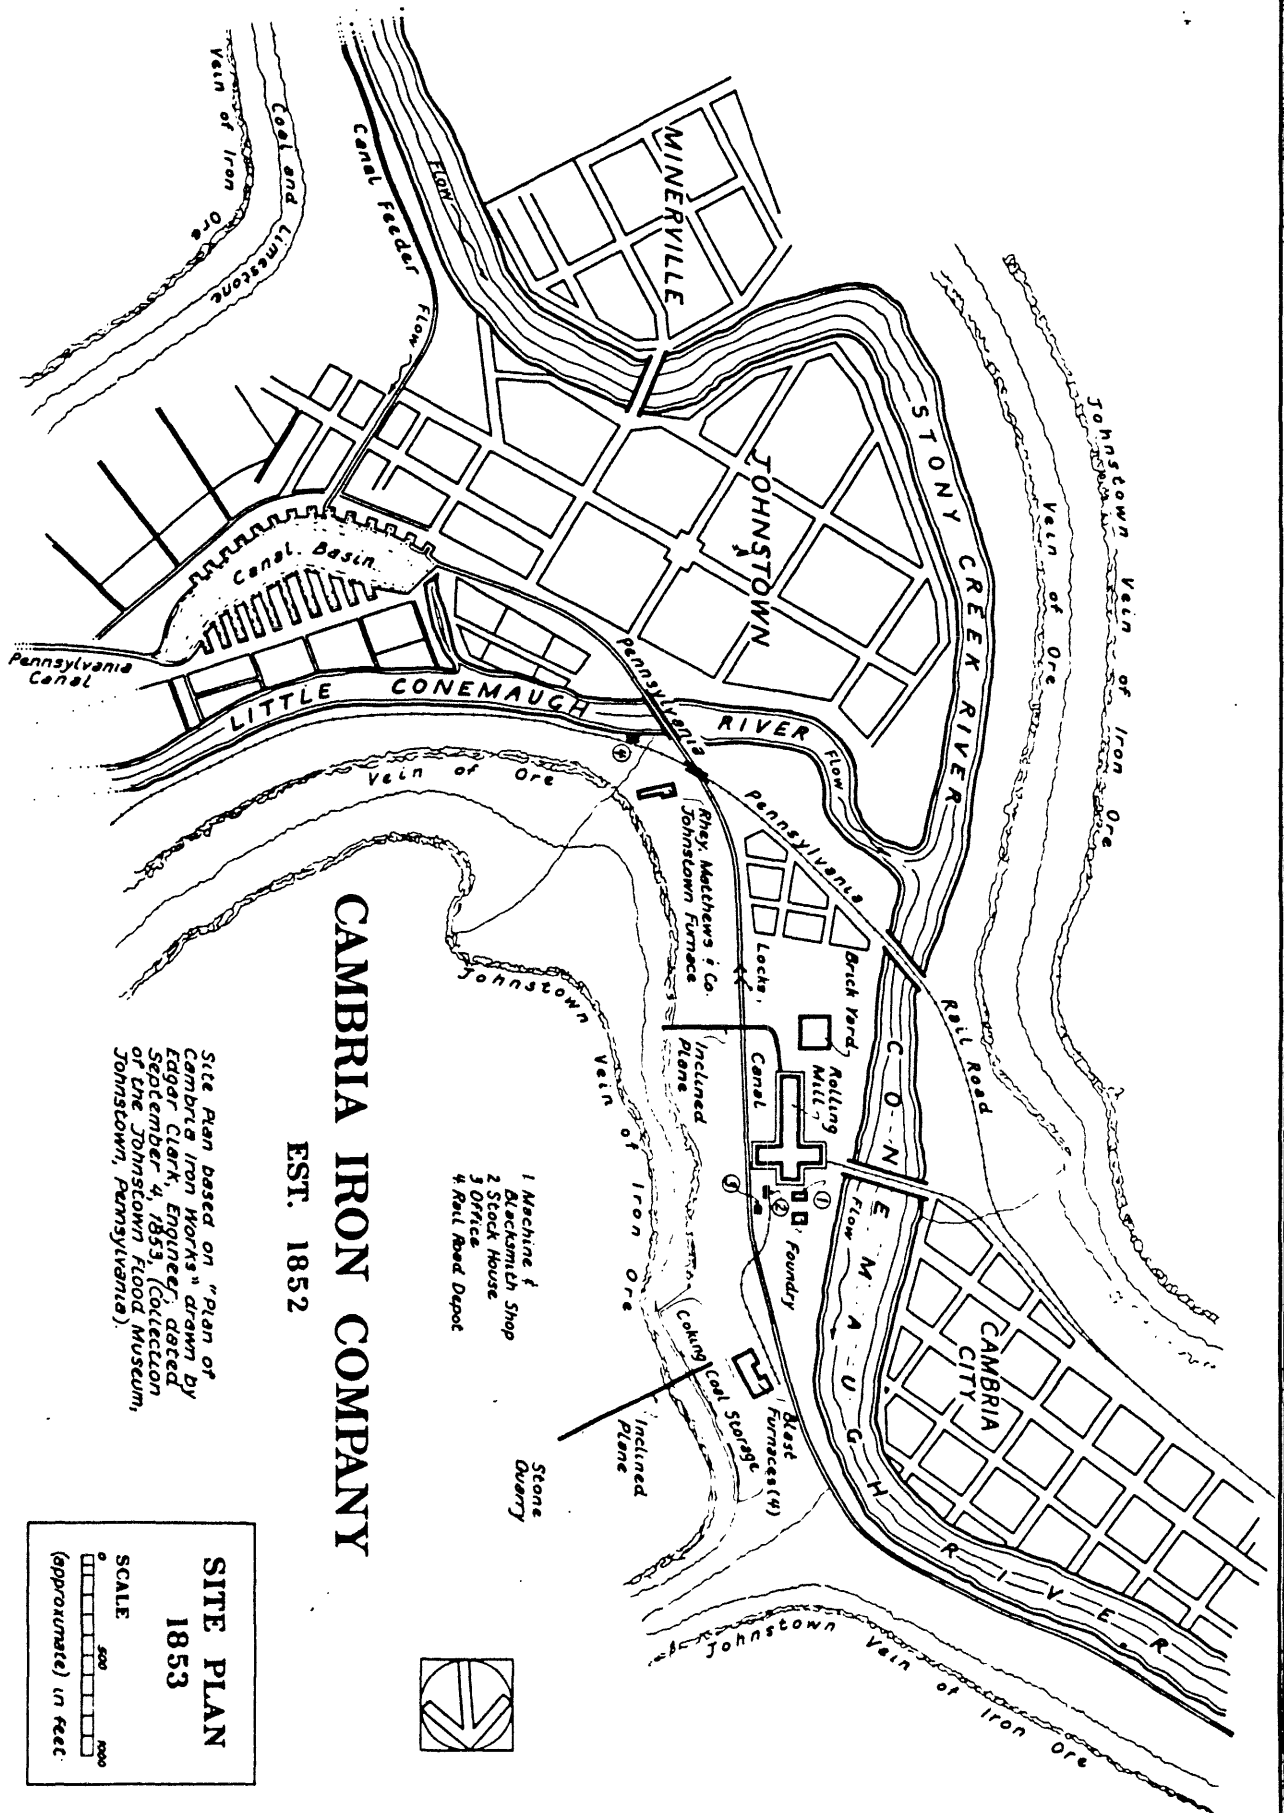 Johnstown Vein of Iron Ore
Vein of Ore
STONY CREEK RIVER
MINERVILLE
JOHNSTOWN
FLOW
Canal Feeder
FLOW
Coal and Limestone
Vein of Iron Ore
Canal Basin
Pennsylvania
Canal
LITTLE CONEMAUGH RIVER
Flow
Pennsylvania
Pennsylvania
Rail Road
CONEMAUGH RIVER
Flow
CAMBRIA
CITY
Vein of Ore
4
Rhey, Matthews & Co.
Johnstown Furnace
Locks
Canal
Brick Yard
Rolling
Mill
Inclined
Plane
1
2
3
Foundry
Blast
Furnaces (4)
Coking Coal Storage
Inclined
Plane
Stone
Quarry
Johnstown Vein of Iron Ore
Johnstown Vein of Iron Ore
1 Machine &
Blacksmith Shop
2 Stock House
3 Office
4. Rail Road Depot
CAMBRIA IRON COMPANY
EST. 1852
Site Plan based on "Plan of
Cambria Iron Works" drawn by
Edgar Clark, Engineer, dated
September 4, 1853, (Collection
of the Johnstown Flood Museum,
Johnstown, Pennsylvania).
SITE PLAN
1853
SCALE
0 500 1000
(approximate) in feet